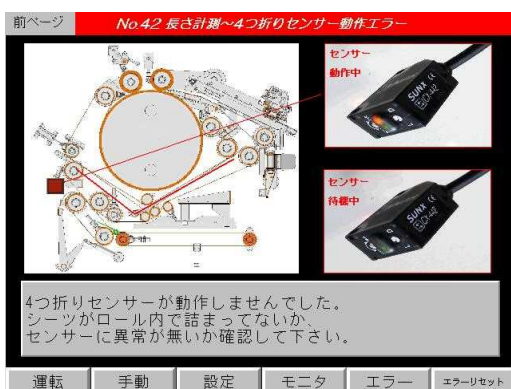 前ページ
No.42 長さ計測～4つ折りセンサー動作エラー
センサー
動作中
SUNX
センサー
待機中
SUNX
4つ折りセンサーが動作しませんでした。
シーツがロール内で詰まってないか、
センサーに異常が無いか確認して下さい。
運転
手動
設定
モニタ
エラー
エラーリセット